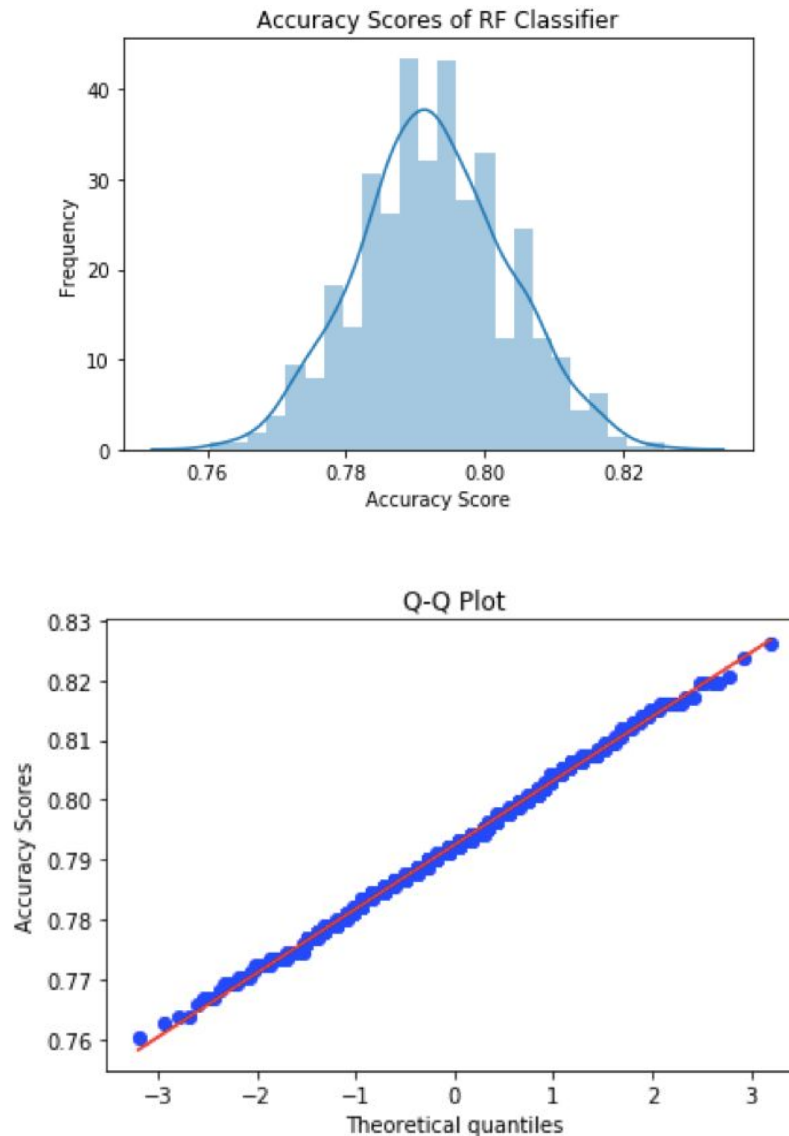 Accuracy Scores of RF Classifier
40
30
20
10
0
Frequency
0.76 0.78 0.80 0.82
Accuracy Score
Q-Q Plot
0.83
0.82
0.81
0.80
0.79
0.78
0.77
0.76
Accuracy Scores
−3 −2 −1 0 1 2 3
Theoretical quantiles